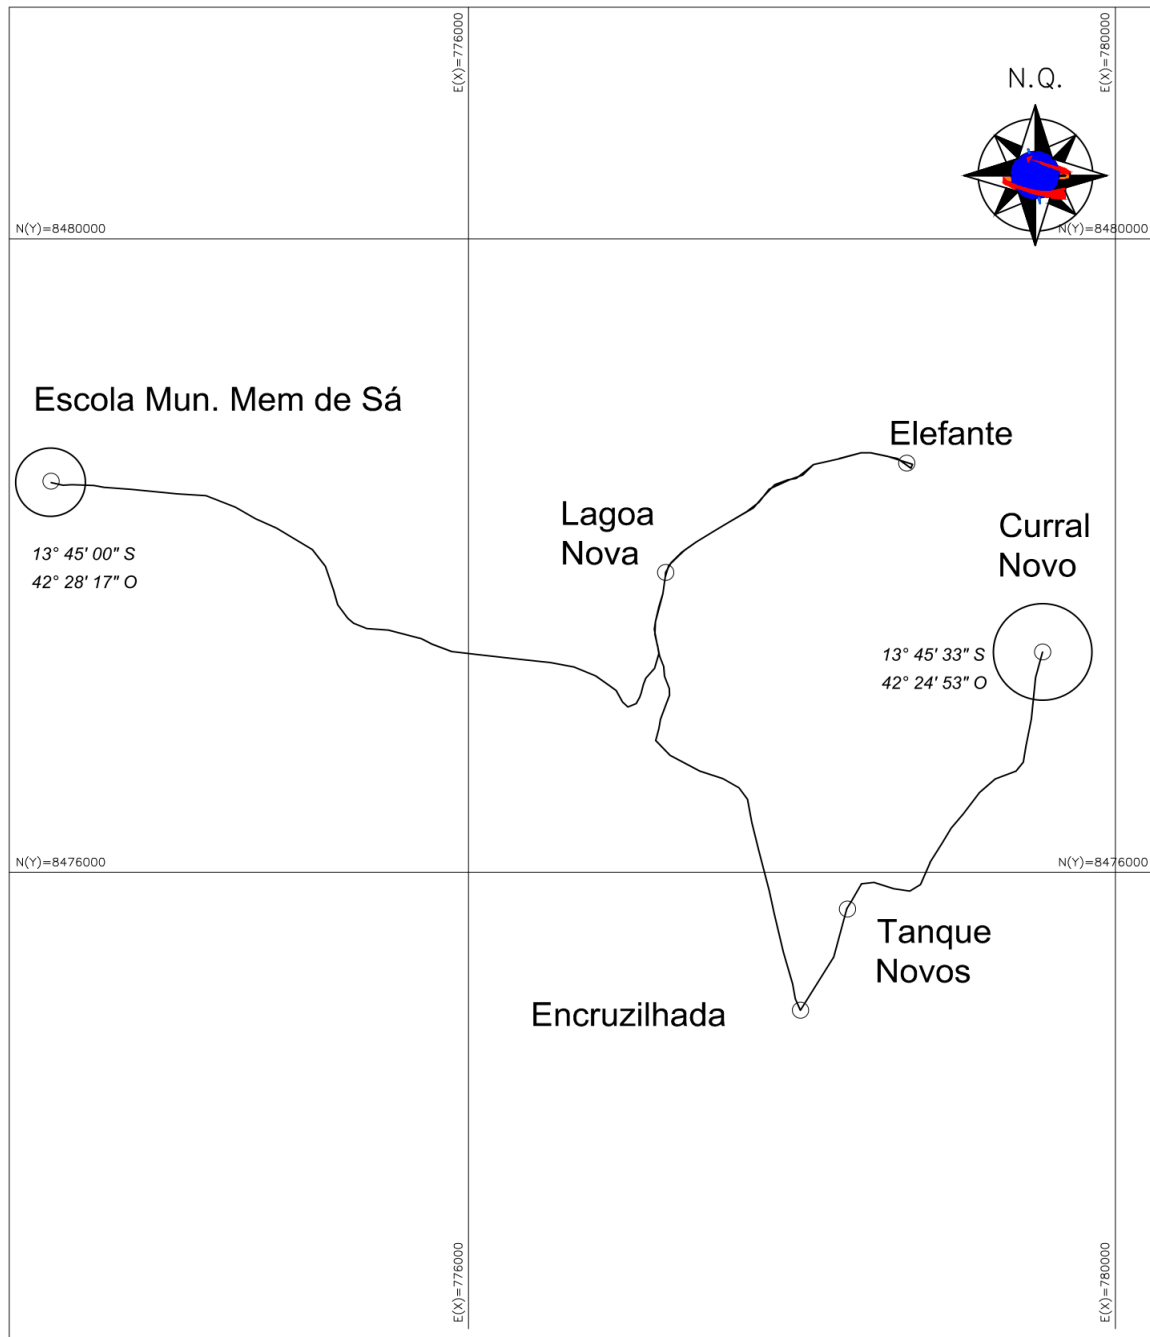 E(X)=776000
E(X)=780000
N.Q.
N(Y)=8480000
N(Y)=8480000
Escola Mun. Mem de Sá
Elefante
Lagoa
Nova
Curral
Novo
13° 45' 00" S
42° 28' 17" O
13° 45' 33" S
42° 24' 53" O
N(Y)=8476000
N(Y)=8476000
Tanque
Novos
Encruzilhada
E(X)=776000
E(X)=780000